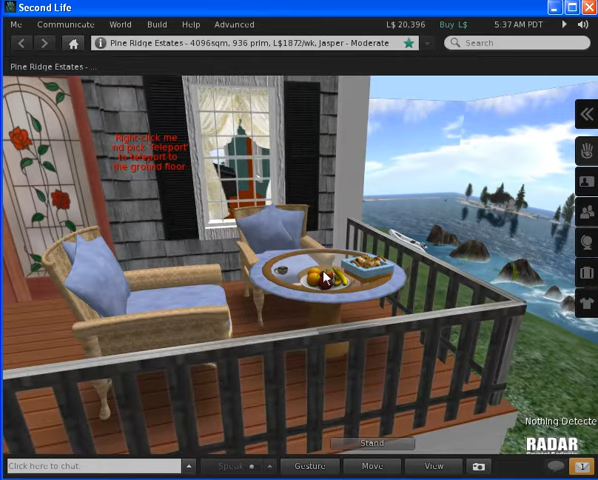 Second Life
Me Communicate World Build Help Advanced L$ 20,396 Buy L$ 5:37 AM PDT
Pine Ridge Estates - 4096sqm, 936 prim, L$1872/wk, Jasper - Moderate Search
Pine Ridge Estates - ...
Right-click me
nd pick 'Teleport'
to teleport to
the ground floor
Nothing Detecte
Stand
RADAR
Click here to chat. Speak Gesture Move View 1